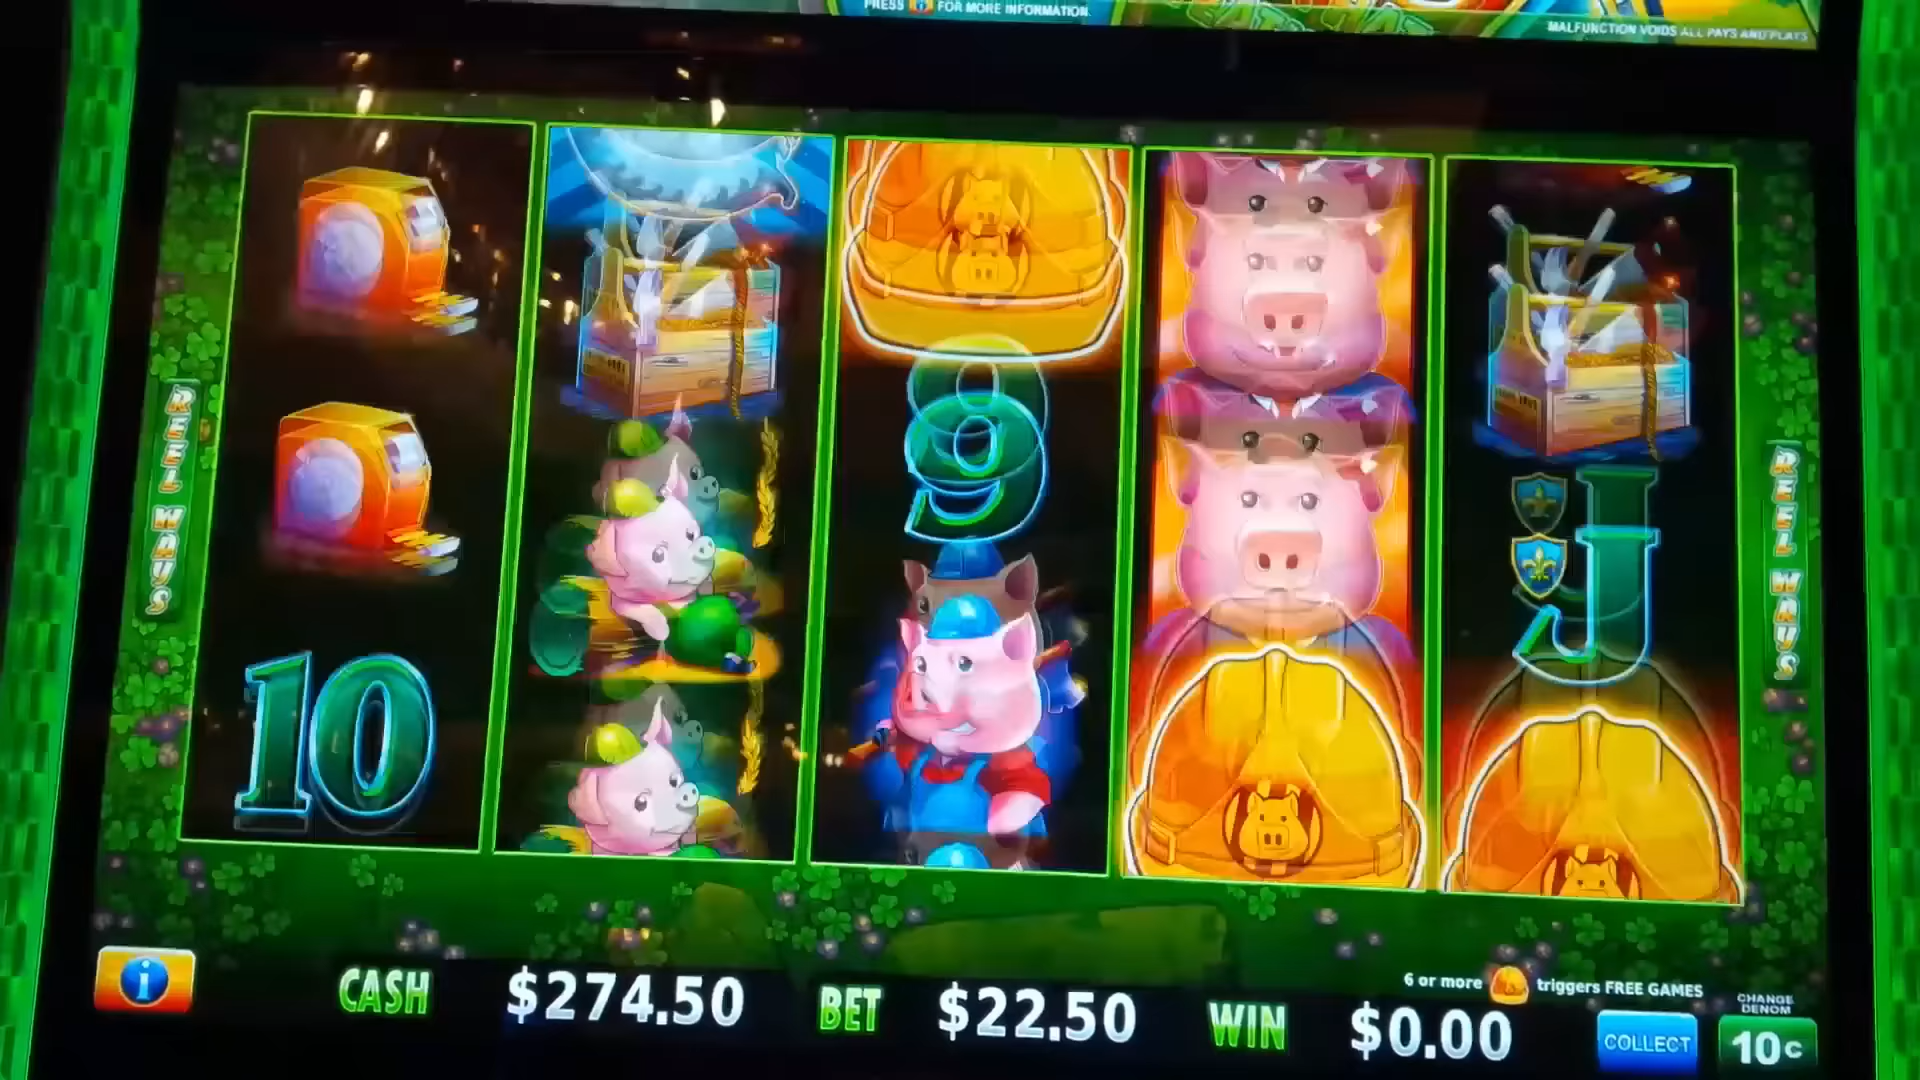 PRESS i FOR MORE INFORMATION.
MALFUNCTION VOIDS ALL PAYS AND PLAYS
REEL WAYS
REEL WAYS
9
J
10
6 or more triggers FREE GAMES
i
CASH $274.50 BET $22.50 WIN $0.00
COLLECT
CHANGE
DENOM
10¢